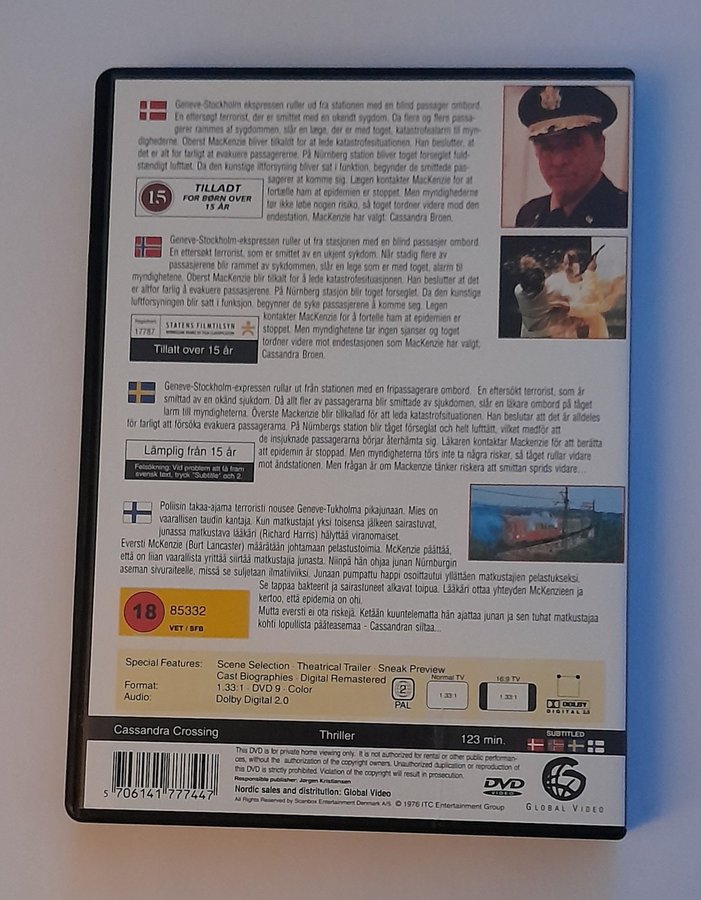 Geneve-Stockholm ekspressen ruller ud fra stationen med en blind passager ombord.
En eftersøgt terrorist, der er smittet med en ukendt sygdom. Da flere og flere passa-
gerer rammes af sygdommen, slår en læge, der er med toget, katastrofealarm til myn-
dighederne. Oberst MacKenzie bliver tilkaldt for at lede katastrofesituationen. Han beslutter, at
det er alt for farligt at evakuere passagererne. På Nürnberg station bliver toget forseglet fuld-
stændigt lufttæt. Da den kunstige iltforsyning bliver sat i funktion, begynder de smittede pas-
sagerer at komme sig. Lægen kontakter MacKenzie for at
fortælle ham at epidemien er stoppet. Men myndighederne
tør ikke løbe nogen risiko, så toget tordner videre mod den
endestation, MacKenzie har valgt: Cassandra Broen.
15
TILLADT
FOR BØRN OVER
15 ÅR
Geneve-Stockholm-ekspressen ruller ut fra stasjonen med en blind passasjer ombord.
En ettersøkt terrorist, som er smittet av en ukjent sykdom. Når stadig flere av
passasjerene blir rammet av sykdommen, slår en lege som er med toget, alarm til
myndighetene. Oberst MacKenzie blir tilkalt for å lede katastrofesituasjonen. Han beslutter at det
er altfor farlig å evakuere passasjerene. På Nürnberg stasjon blir toget forseglet. Da den kunstige
luftforsyningen blir satt i funksjon, begynner de syke passasjerene å komme seg. Legen
kontakter MacKenzie for å fortelle ham at epidemien er
stoppet. Men myndighetene tar ingen sjanser og toget
tordner videre mot endestasjonen som MacKenzie har valgt;
Cassandra Broen.
17787
STATENS FILMTILSYN
Tillatt over 15 år
Geneve-Stockholm-expressen rullar ut från stationen med en fripassagerare ombord. En eftersökt terrorist, som är
smittad av en okänd sjukdom. Då allt fler av passagerarna blir smittade av sjukdomen, slår en läkare ombord på tåget
larm till myndigheterna. Överste Mackenzie blir tillkallad för att leda katastrofsituationen. Han beslutar att det är alldeles
för farligt att försöka evakuera passagerarna. På Nürnbergs station blir tåget förseglat och helt lufttätt, vilket medför att
de insjuknade passagerarna börjar återhämta sig. Läkaren kontaktar Mackenzie för att berätta
att epidemin är stoppad. Men myndigheterna törs inte ta några risker, så tåget rullar vidare
mot ändstationen. Men frågan är om Mackenzie tänker riskera att smittan sprids vidare...
Lämplig från 15 år
Felsökning: Vid problem att få fram
svensk text, tryck "Subtitle" och 2.
Poliisin takaa-ajama terroristi nousee Geneve-Tukholma pikajunaan. Mies on
vaarallisen taudin kantaja. Kun matkustajat yksi toisensa jälkeen sairastuvat,
junassa matkustava lääkäri (Richard Harris) hälyttää viranomaiset.
Eversti McKenzie (Burt Lancaster) määrätään johtamaan pelastustoimia. McKenzie päättää,
että on liian vaarallista yrittää siirtää matkustajia junasta. Niinpä hän ohjaa junan Nürnburgin
aseman sivuraiteelle, missä se suljetaan ilmatiiviiksi. Junaan pumpattu happi osoittautui yllättäen matkustajien pelastukseksi.
Se tappaa bakteerit ja sairastuneet alkavat toipua. Lääkäri ottaa yhteyden McKenzieen ja
kertoo, että epidemia on ohi.
Mutta eversti ei ota riskejä. Ketään kuuntelematta hän ajattaa junan ja sen tuhat matkustajaa
kohti lopullista pääteasemaa - Cassandran siltaa...
18
85332
VET / SFB
Special Features: Scene Selection · Theatrical Trailer · Sneak Preview
Cast Biographies · Digital Remastered
Format: 1.33:1 · DVD 9 · Color
Audio: Dolby Digital 2.0
2
PAL
Normal TV
1.33:1
16:9 TV
1.33:1
DOLBY
DIGITAL 2.0
Cassandra Crossing
Thriller
123 min.
SUBTITLED
5 706141 777447
This DVD is for private home viewing only. It is not authorized for rental or other public performan-
ces, without the authorization of the copyright owners. Unauthorized duplication or reproduction of
this DVD is strictly prohibited. Violation of the copyright will result in prosecution.
Responsible publisher: Jørgen Kristiansen
Nordic sales and distritution: Global Video
All Rights Reserved by Scanbox Entertainment Denmark A/S. © 1976 ITC Entertainment Group
DVD
VIDEO
GLOBAL VIDEO